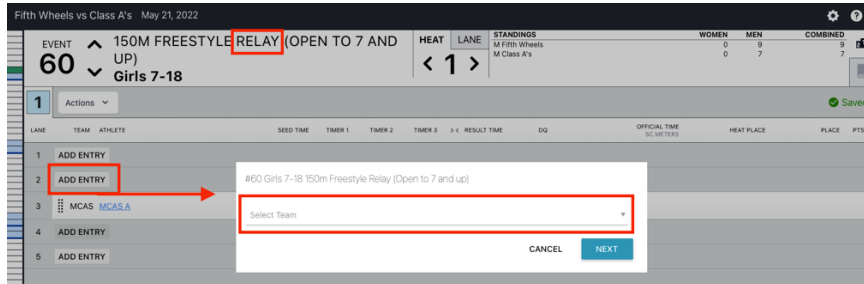 Fifth Wheels vs Class A's May 21, 2022
EVENT
60
150M FREESTYLE RELAY (OPEN TO 7 AND
UP)
Girls 7-18
HEAT LANE
1
STANDINGS WOMEN MEN COMBINED
M Fifth Wheels 0 9 9
M Class A's 0 7 7
1 Actions Saved
LANE TEAM ATHLETE SEED TIME TIMER 1 TIMER 2 TIMER 3 >< RESULT TIME DQ OFFICIAL TIME HEAT PLACE PLACE PTS
SC METERS
1 ADD ENTRY
2 ADD ENTRY
3 MCAS MCAS A
4 ADD ENTRY
5 ADD ENTRY
#60 Girls 7-18 150m Freestyle Relay (Open to 7 and up)
Select Team
CANCEL NEXT